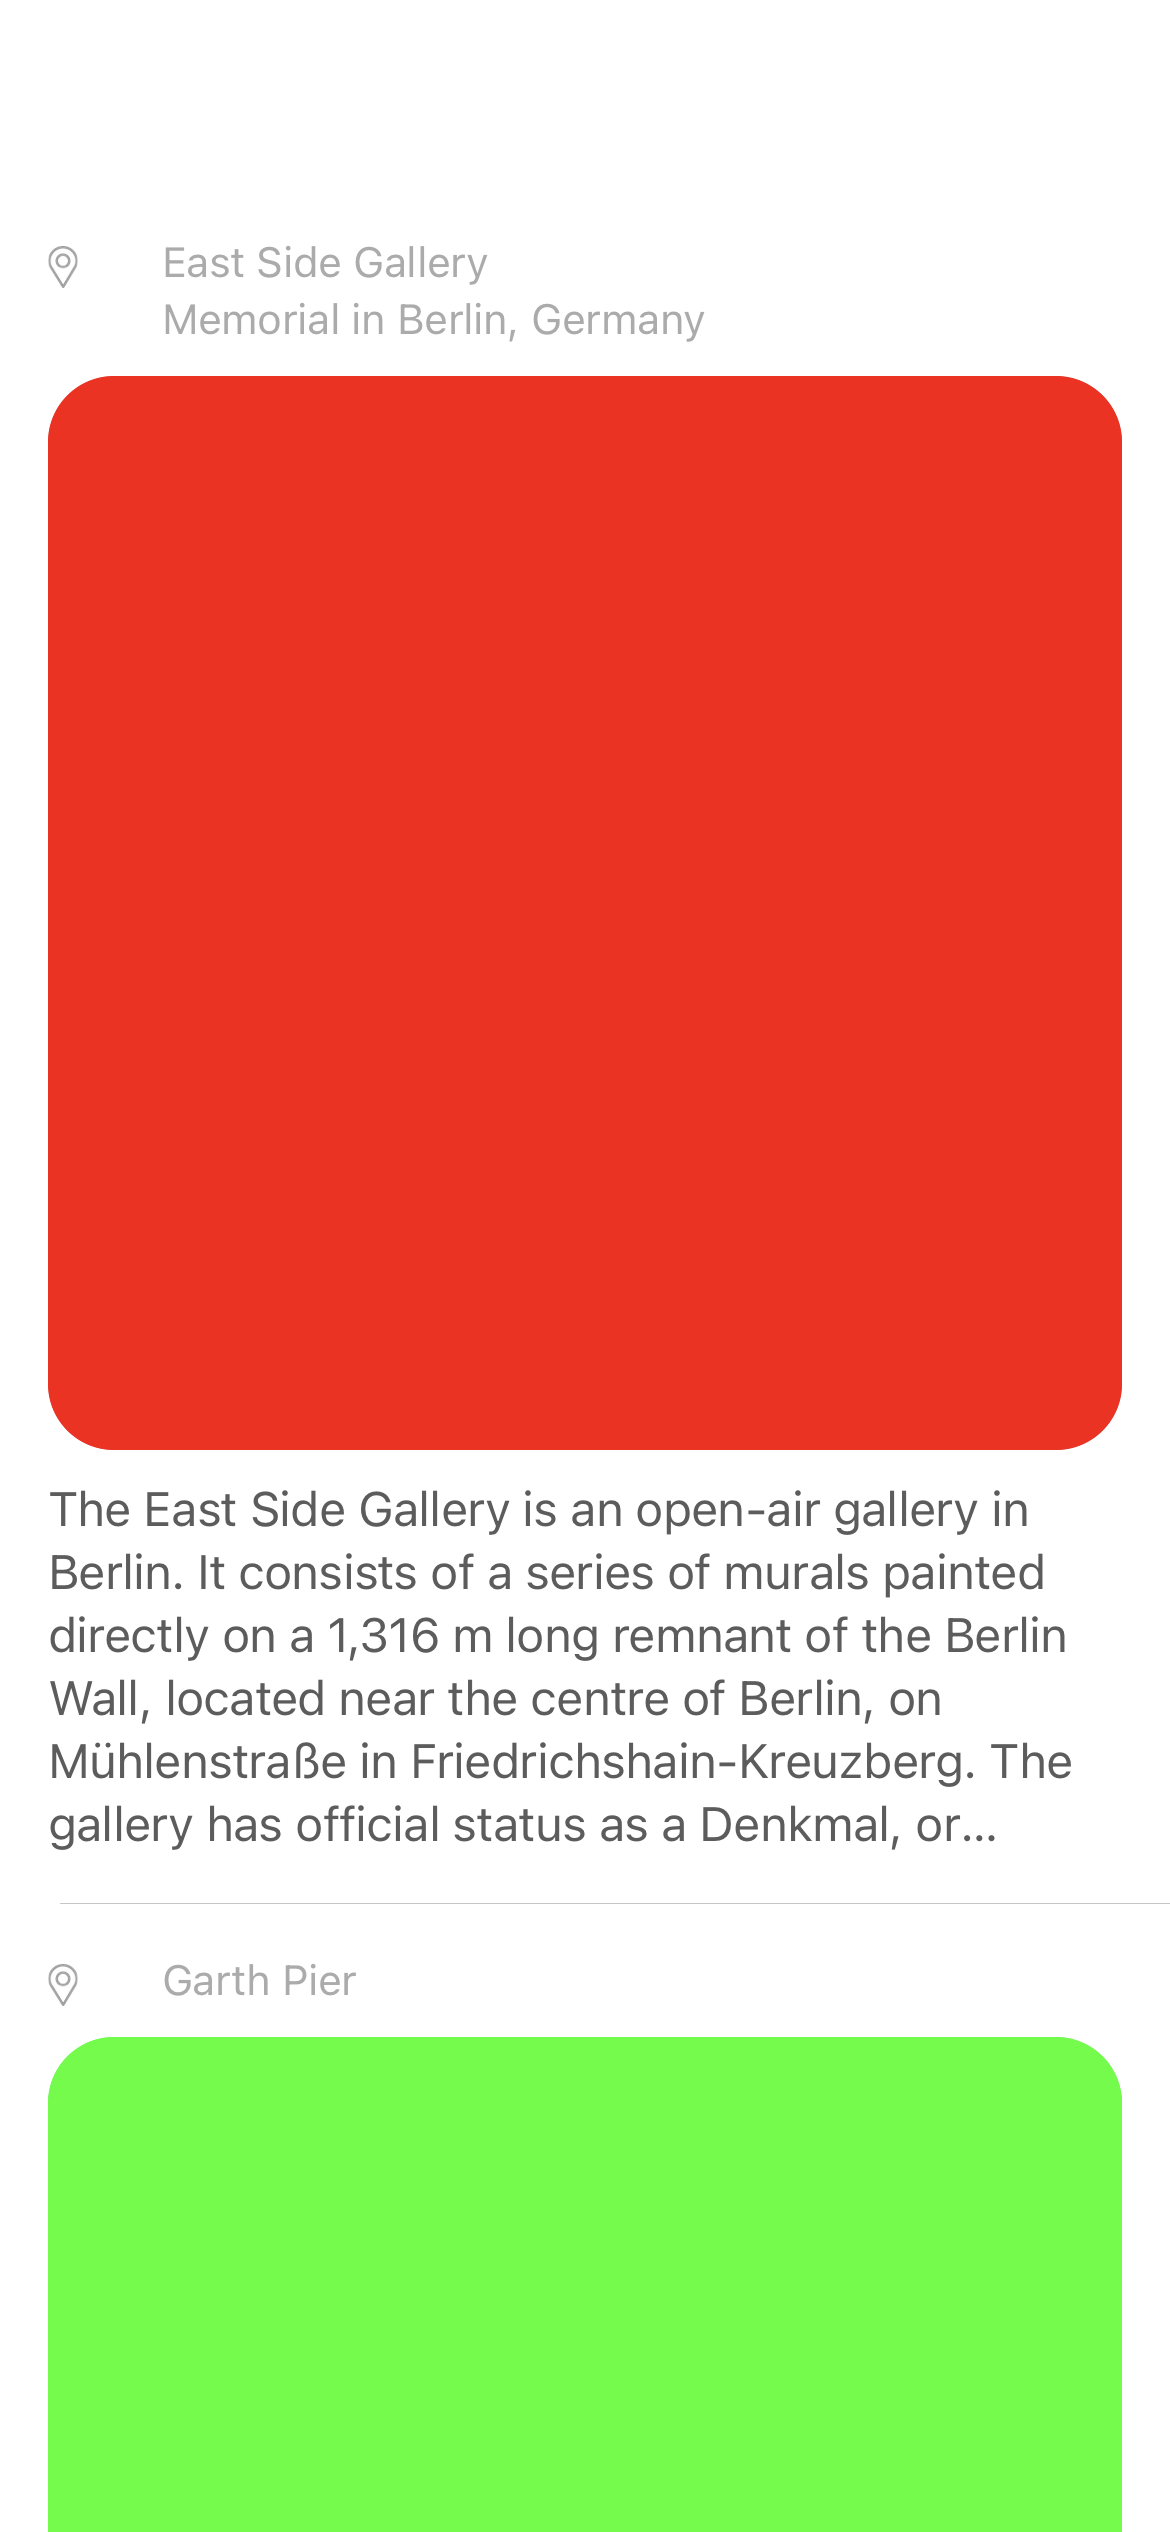 East Side Gallery
Memorial in Berlin, Germany
The East Side Gallery is an open-air gallery in
Berlin. It consists of a series of murals painted
directly on a 1,316 m long remnant of the Berlin
Wall, located near the centre of Berlin, on
Mühlenstraße in Friedrichshain-Kreuzberg. The
gallery has official status as a Denkmal, or…
Garth Pier